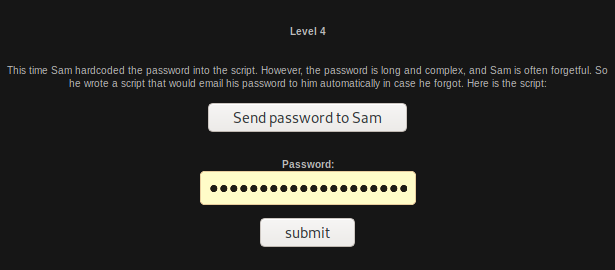 Level 4
This time Sam hardcoded the password into the script. However, the password is long and complex, and Sam is often forgetful. So
he wrote a script that would email his password to him automatically in case he forgot. Here is the script:
Send password to Sam
Password:
submit